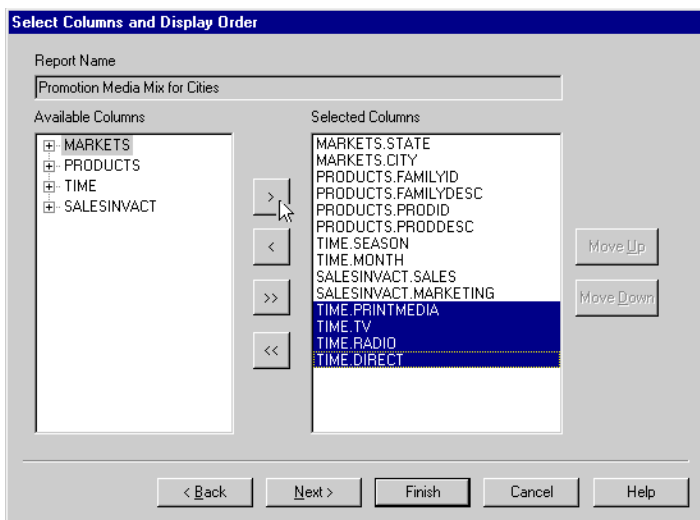 Select Columns and Display Order
Report Name
Promotion Media Mix for Cities
Available Columns
Selected Columns
MARKETS
PRODUCTS
TIME
SALESINVACT
>
<
>>
<<
MARKETS.STATE
MARKETS.CITY
PRODUCTS.FAMILYID
PRODUCTS.FAMILYDESC
PRODUCTS.PRODID
PRODUCTS.PRODDESC
TIME.SEASON
TIME.MONTH
SALESINVACT.SALES
SALESINVACT.MARKETING
TIME.PRINTMEDIA
TIME.TV
TIME.RADIO
TIME.DIRECT
Move Up
Move Down
< Back
Next >
Finish
Cancel
Help